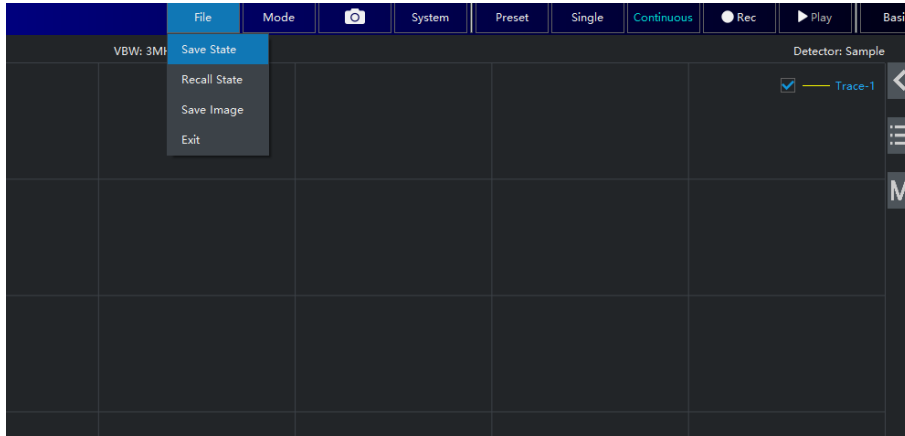 File Mode System Preset Single Continuous Rec Play
VBW: Save State Detector: Sample
Recall State Trace-1
Save Image
Exit
M